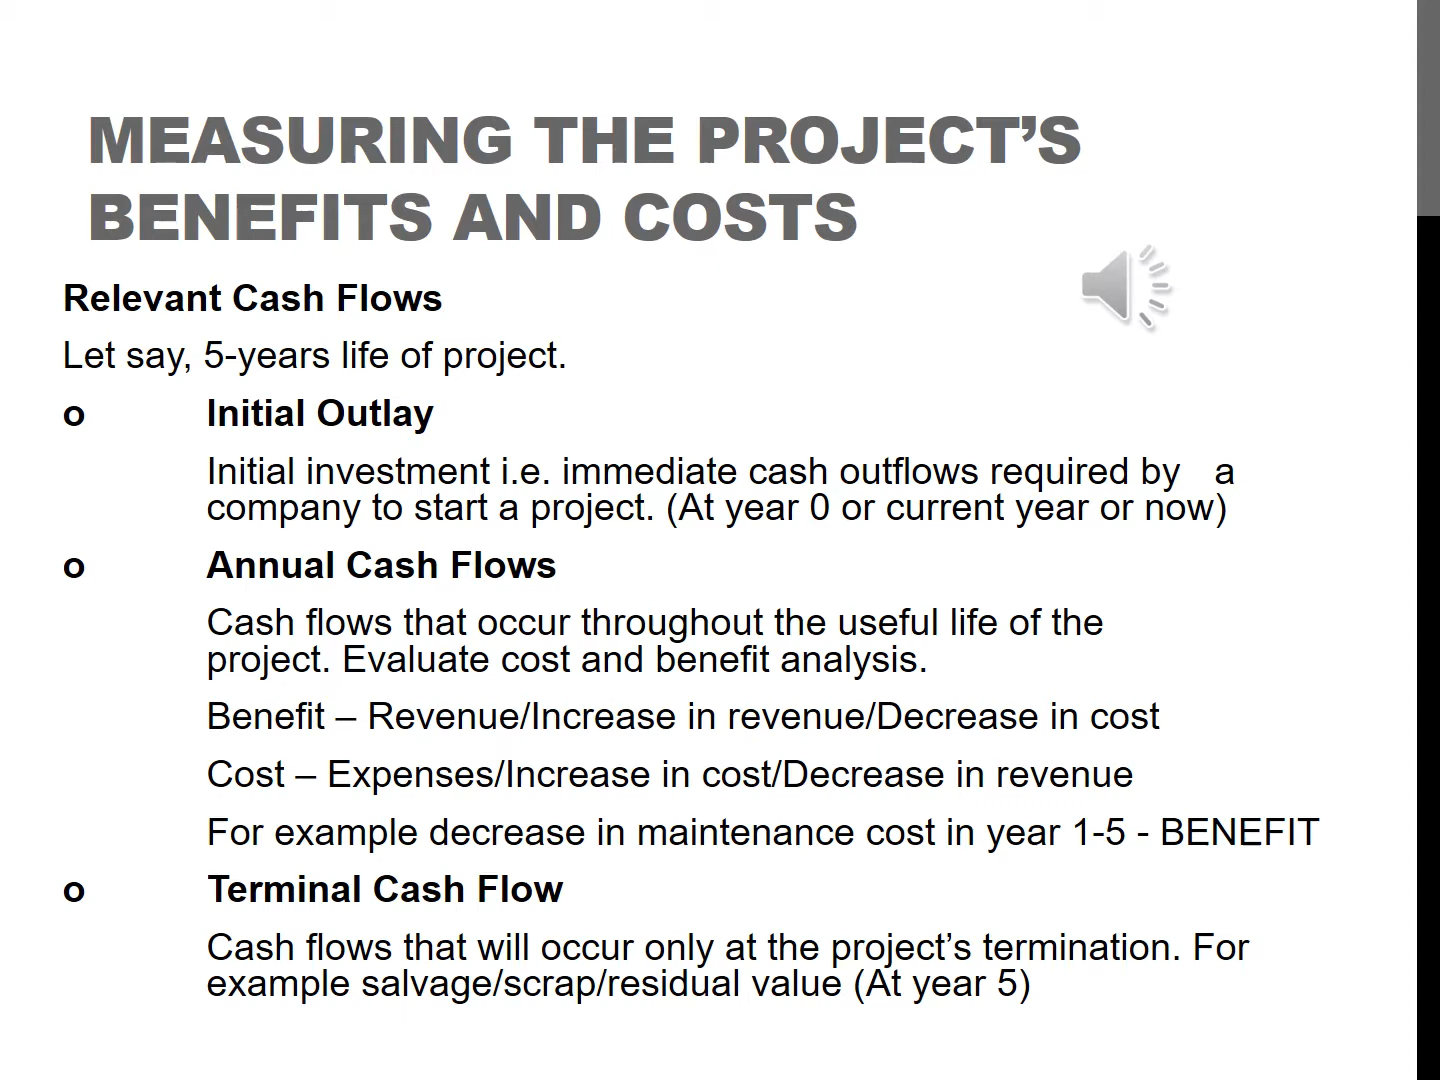 MEASURING THE PROJECT’S
BENEFITS AND COSTS
Relevant Cash Flows
Let say, 5-years life of project.
o Initial Outlay
Initial investment i.e. immediate cash outflows required by a
company to start a project. (At year 0 or current year or now)
o Annual Cash Flows
Cash flows that occur throughout the useful life of the
project. Evaluate cost and benefit analysis.
Benefit – Revenue/Increase in revenue/Decrease in cost
Cost – Expenses/Increase in cost/Decrease in revenue
For example decrease in maintenance cost in year 1-5 - BENEFIT
o Terminal Cash Flow
Cash flows that will occur only at the project’s termination. For
example salvage/scrap/residual value (At year 5)